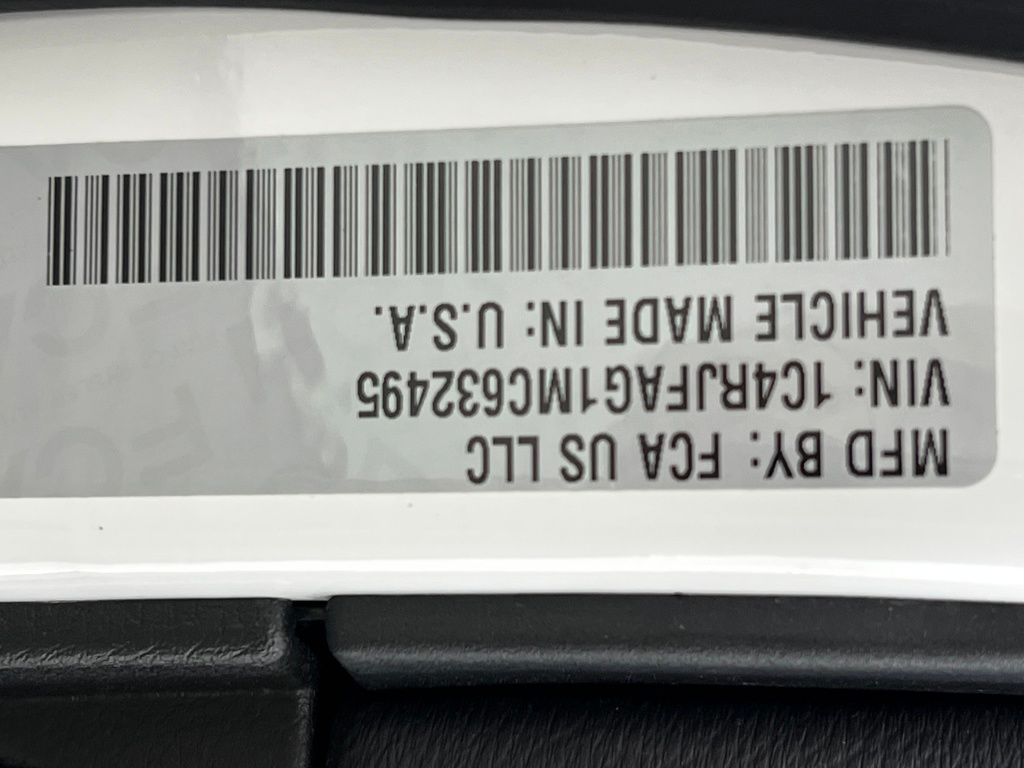 MFD BY: FCA US LLC
VIN: 1C4RJFAG1MC632495
VEHICLE MADE IN: U.S.A.